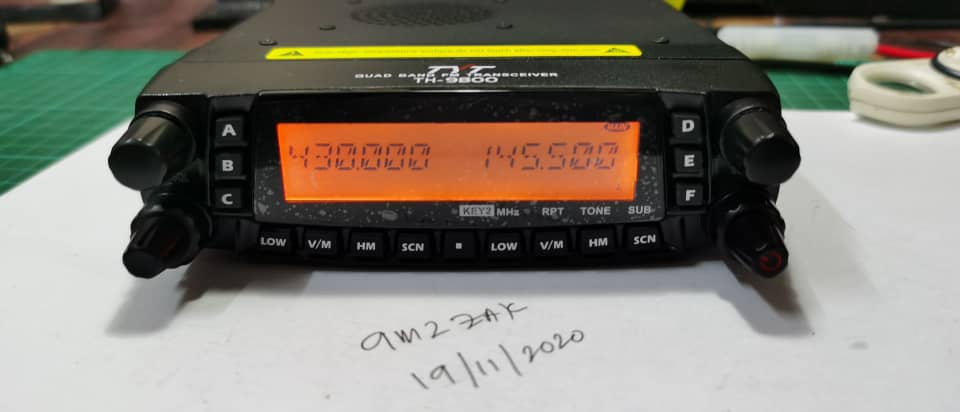 TYT
QUAD BAND FM TRANSCEIVER
TH-9800
MAIN
430.000 145.500
A
B
C
D
E
F
KEY2 MHz RPT TONE SUB
LOW V/M HM SCN LOW V/M HM SCN
9M2ZAK
19/11/2020